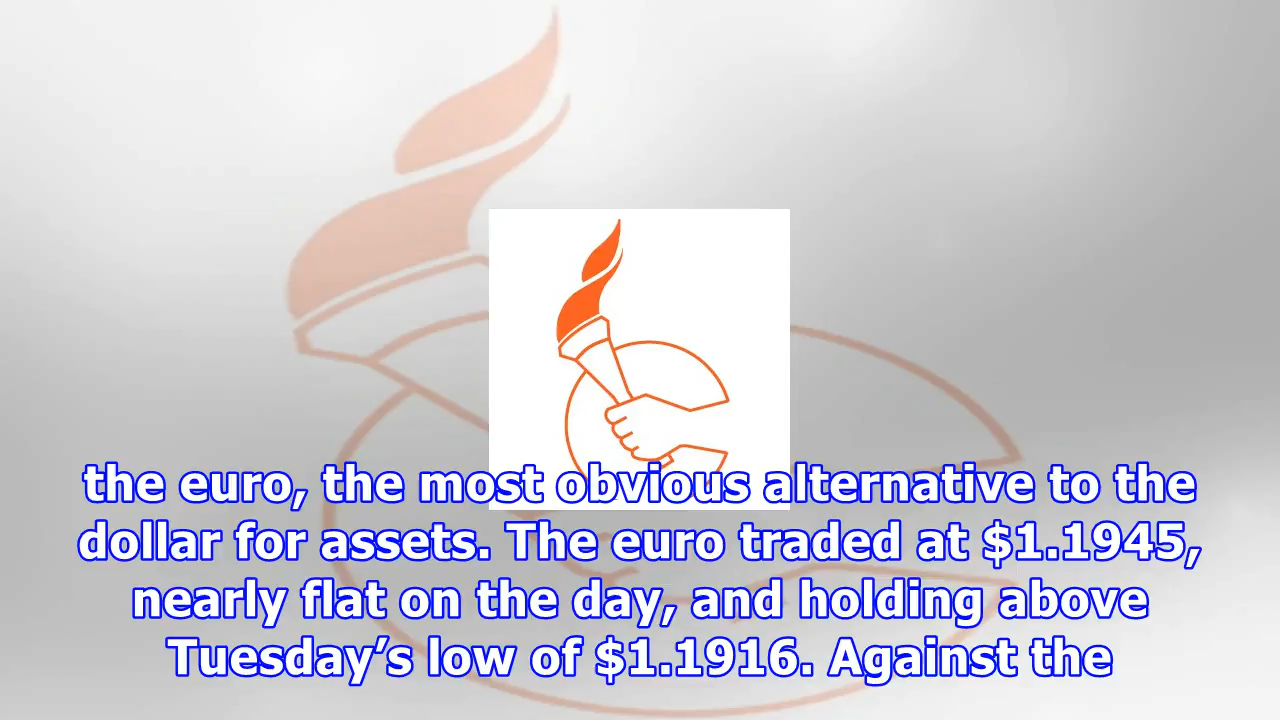 the euro, the most obvious alternative to the
dollar for assets. The euro traded at $1.1945,
nearly flat on the day, and holding above
Tuesday’s low of $1.1916. Against the